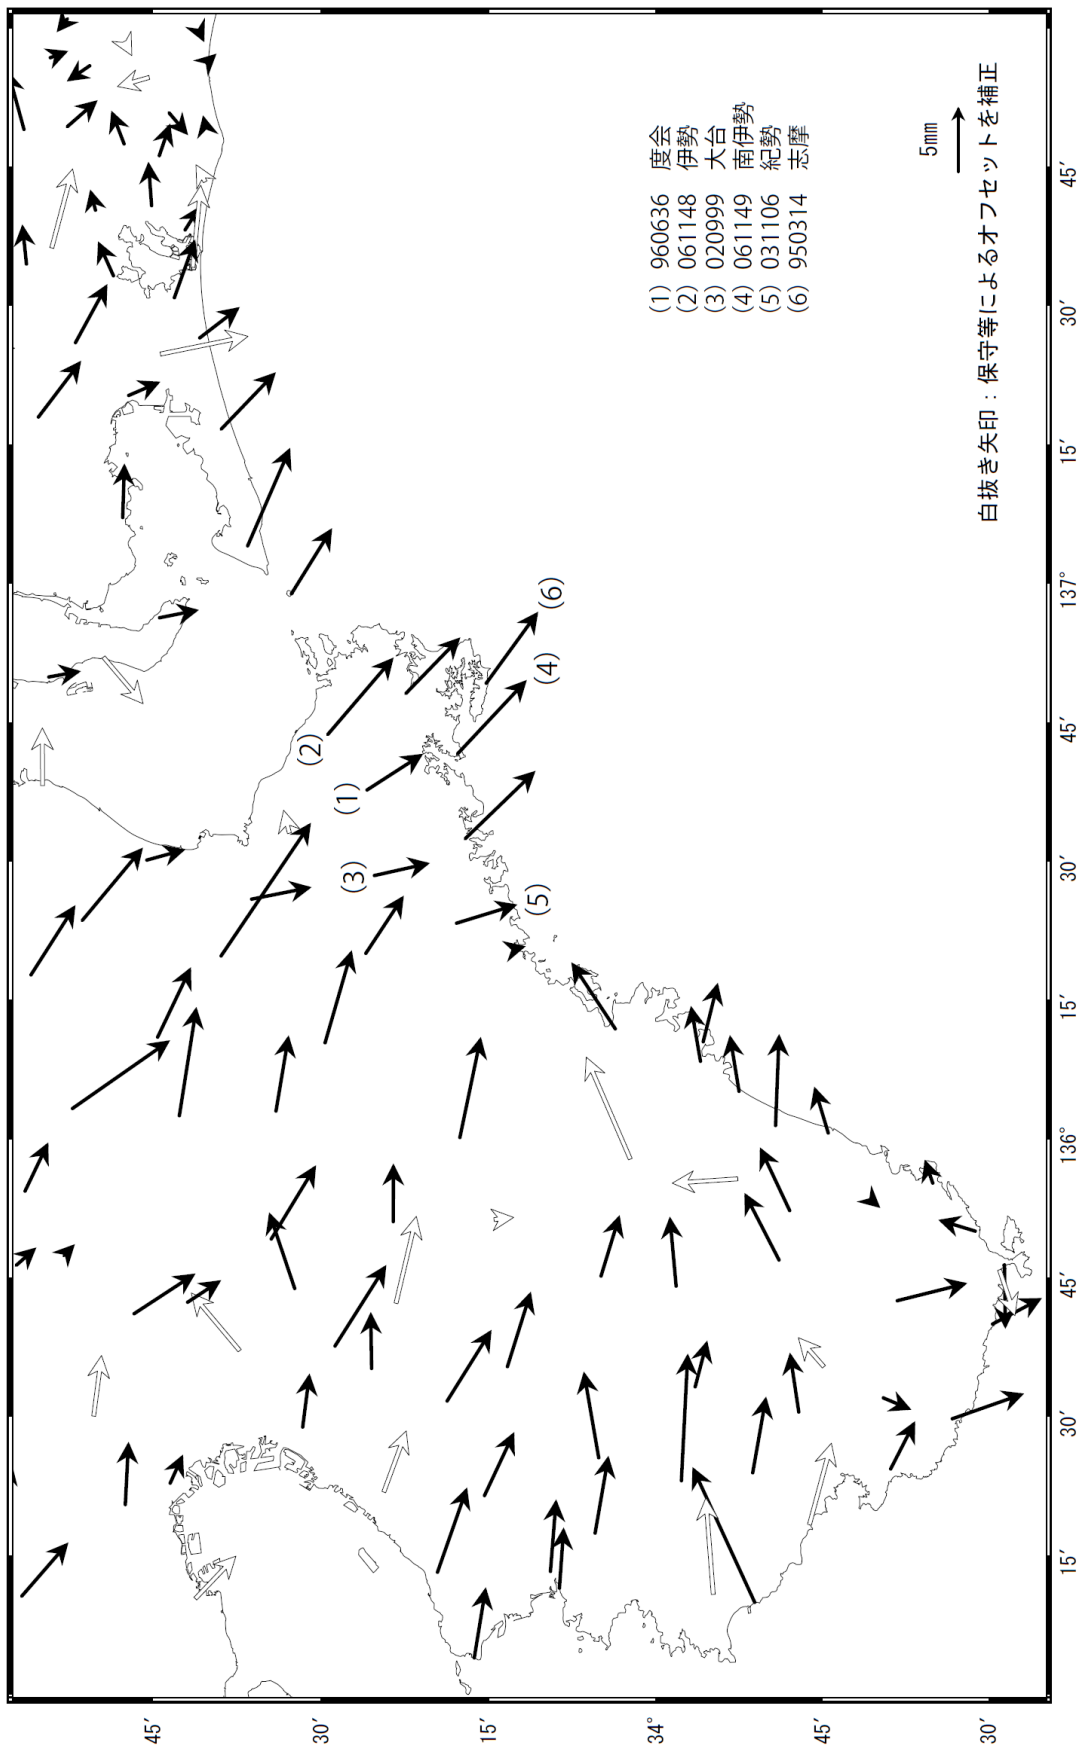 (1) 960636 度会
(2) 061148 伊勢
(3) 020999 大台
(4) 061149 南伊勢
(5) 031106 紀勢
(6) 950314 志摩
5mm
白抜き矢印：保守等によるオフセットを補正
(1)
(2)
(3)
(4)
(5)
(6)
45′
30′
15′
34°
45′
30′
15′
30′
45′
136°
15′
30′
45′
137°
15′
30′
45′